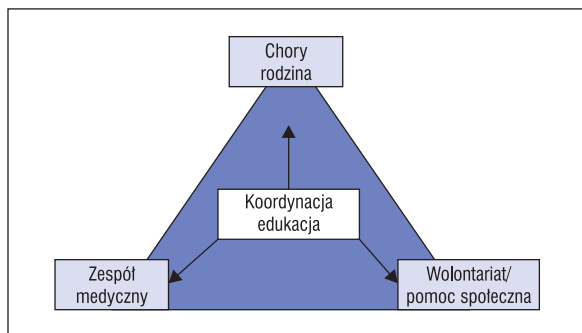 Chory
rodzina
Koordynacja
edukacja
Zespół
medyczny
Wolontariat/
pomoc społeczna